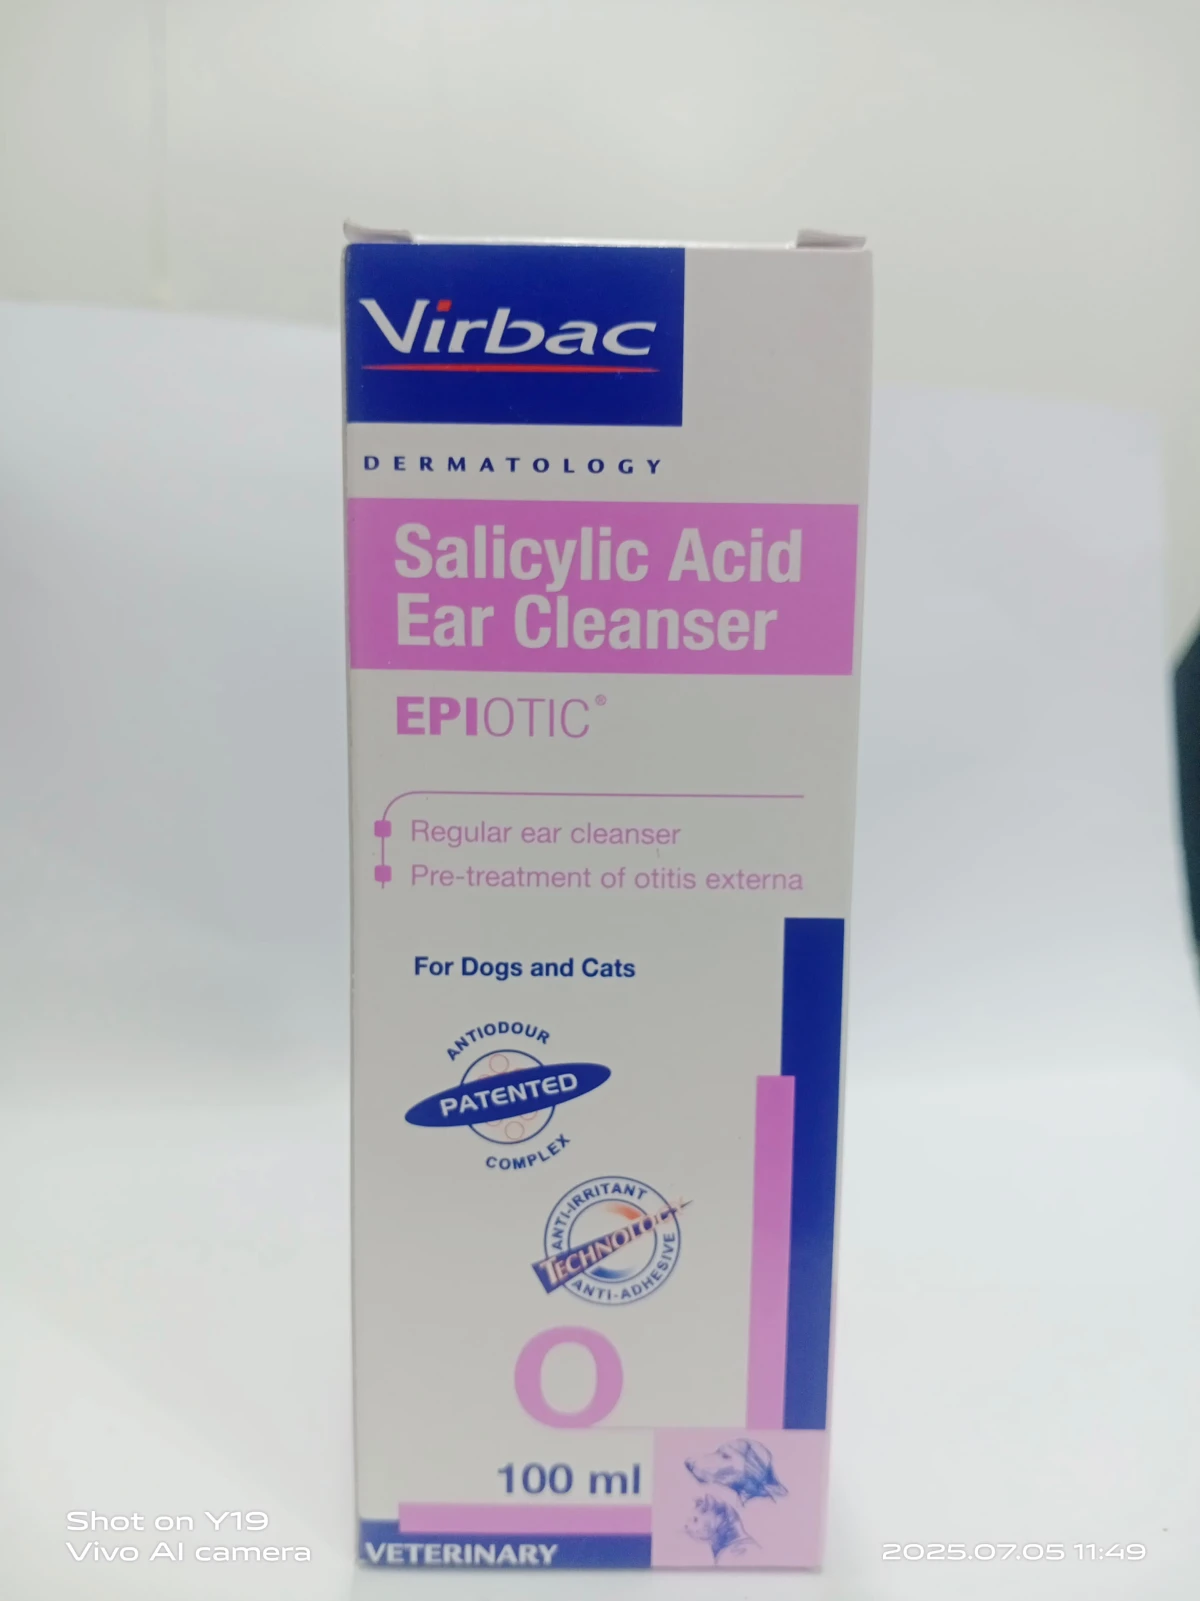 Virbac
DERMATOLOGY
Salicylic Acid
Ear Cleanser
EPIOTIC®
Regular ear cleanser
Pre-treatment of otitis externa
For Dogs and Cats
ANTIODOUR
PATENTED
COMPLEX
ANTI-IRRITANT
TECHNOLOGY
ANTI-ADHESIVE
O
100 ml
VETERINARY
Shot on Y19
Vivo AI camera
2025.07.05 11:49